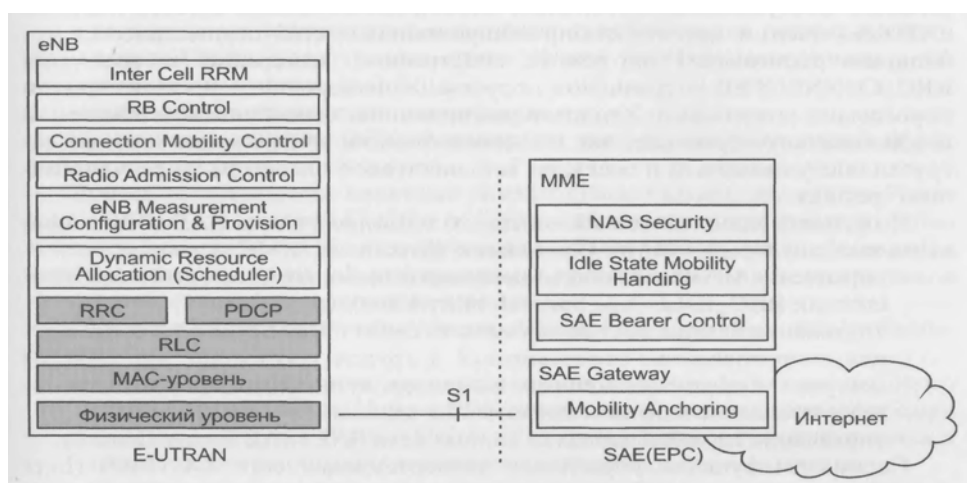 eNB
Inter Cell RRM
RB Control
Connection Mobility Control
Radio Admission Control
eNB Measurement
Configuration & Provision
Dynamic Resource
Allocation (Scheduler)
RRC PDCP
RLC
MAC-уровень
Физический уровень
E-UTRAN
S1
MME
NAS Security
Idle State Mobility
Handing
SAE Bearer Control
SAE Gateway
Mobility Anchoring
SAE(EPC)
Интернет